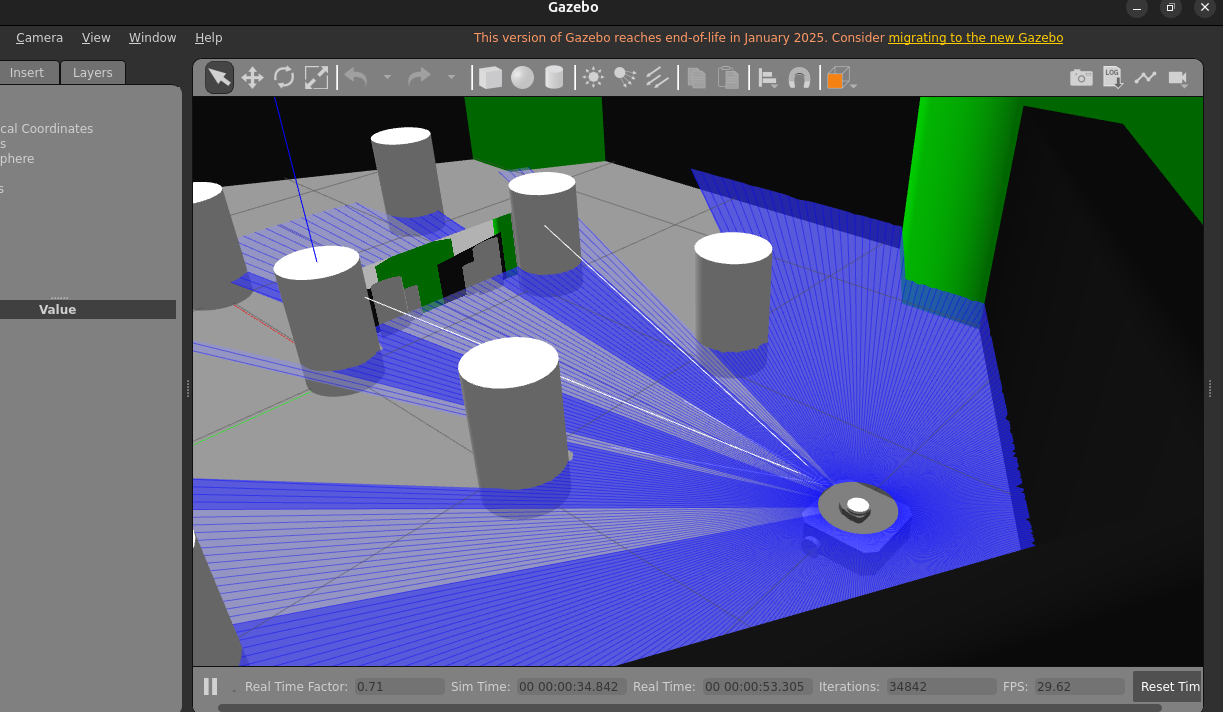 Gazebo
Camera View Window Help
This version of Gazebo reaches end-of-life in January 2025. Consider migrating to the new Gazebo
Insert Layers
LOG
cal Coordinates
s
phere
s
Value
Real Time Factor: 0.71 Sim Time: 00 00:00:34.842 Real Time: 00 00:00:53.305 Iterations: 34842 FPS: 29.62 Reset Tim